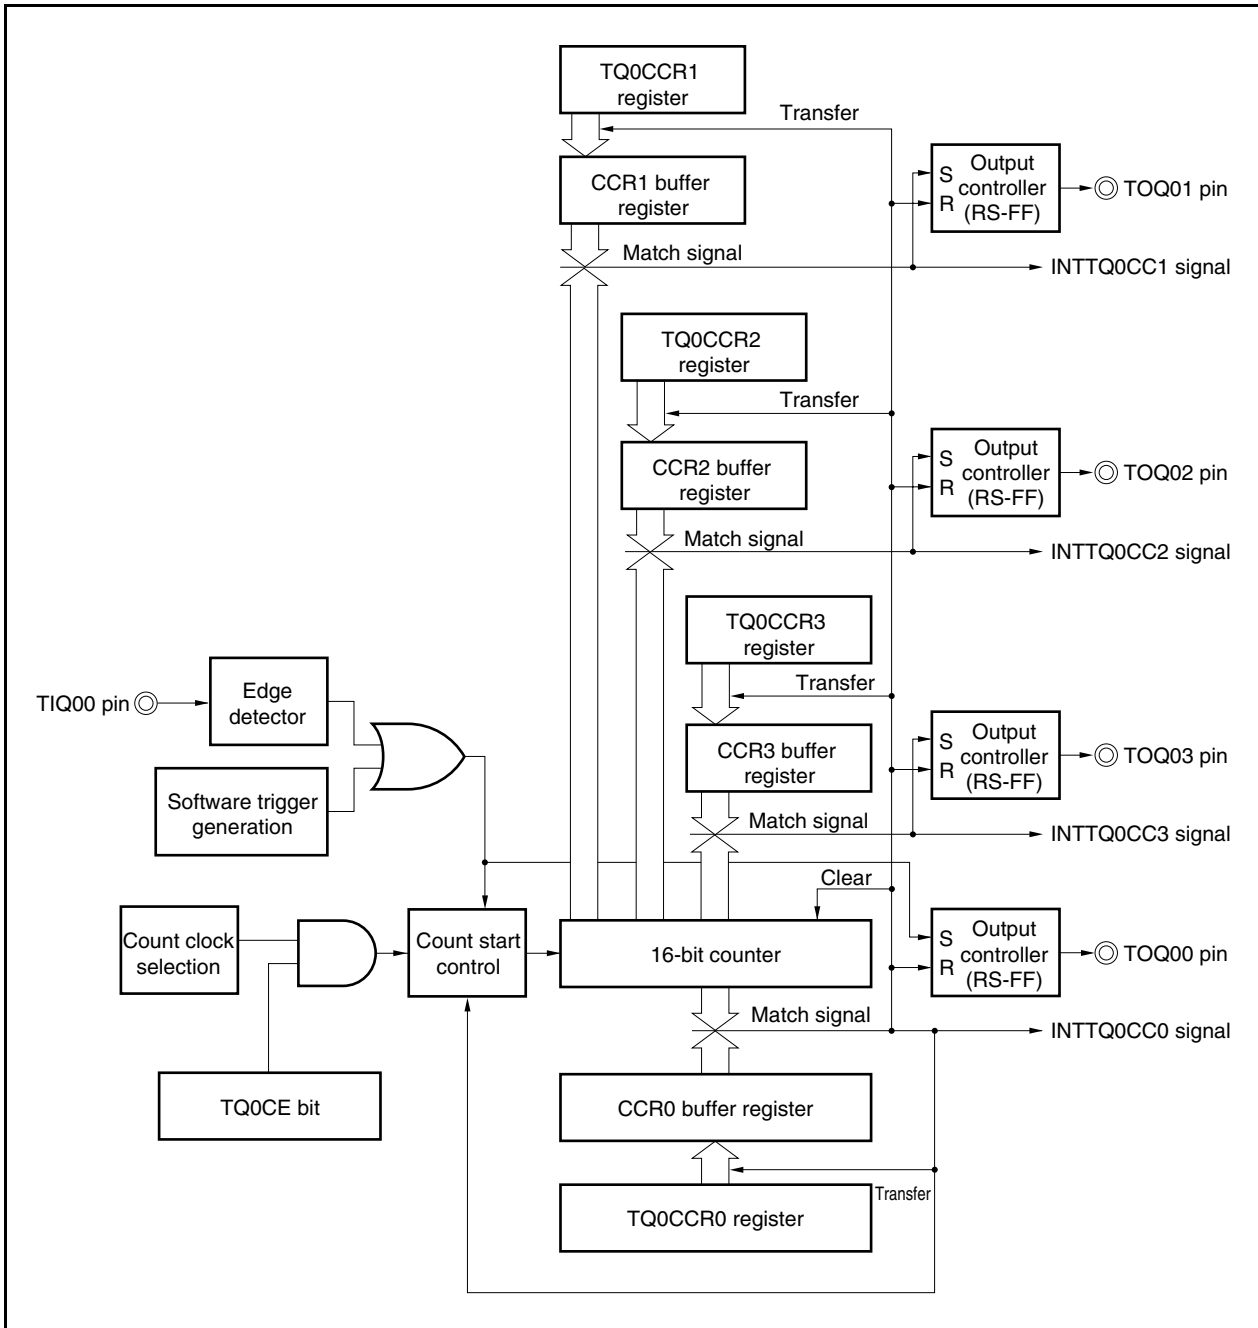 TQ0CCR1
register
Transfer
CCR1 buffer
register
S
R
Output
controller
(RS-FF)
TOQ01 pin
Match signal
INTTQ0CC1 signal
TQ0CCR2
register
Transfer
CCR2 buffer
register
S
R
Output
controller
(RS-FF)
TOQ02 pin
Match signal
INTTQ0CC2 signal
TQ0CCR3
register
Transfer
TIQ00 pin
Edge
detector
CCR3 buffer
register
S
R
Output
controller
(RS-FF)
TOQ03 pin
Software trigger
generation
Match signal
INTTQ0CC3 signal
Clear
Count clock
selection
Count start
control
16-bit counter
S
R
Output
controller
(RS-FF)
TOQ00 pin
Match signal
INTTQ0CC0 signal
TQ0CE bit
CCR0 buffer register
Transfer
TQ0CCR0 register